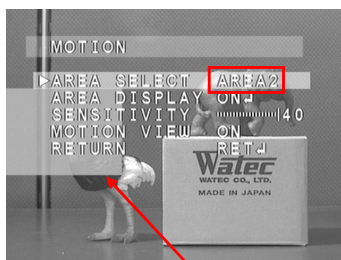 MOTION
▷AREA SELECT AREA2
AREA DISPLAY ON↲
SENSITIVITY 40
MOTION VIEW ON
RETURN RET↲
Watec
WATEC CO., LTD.
MADE IN JAPAN